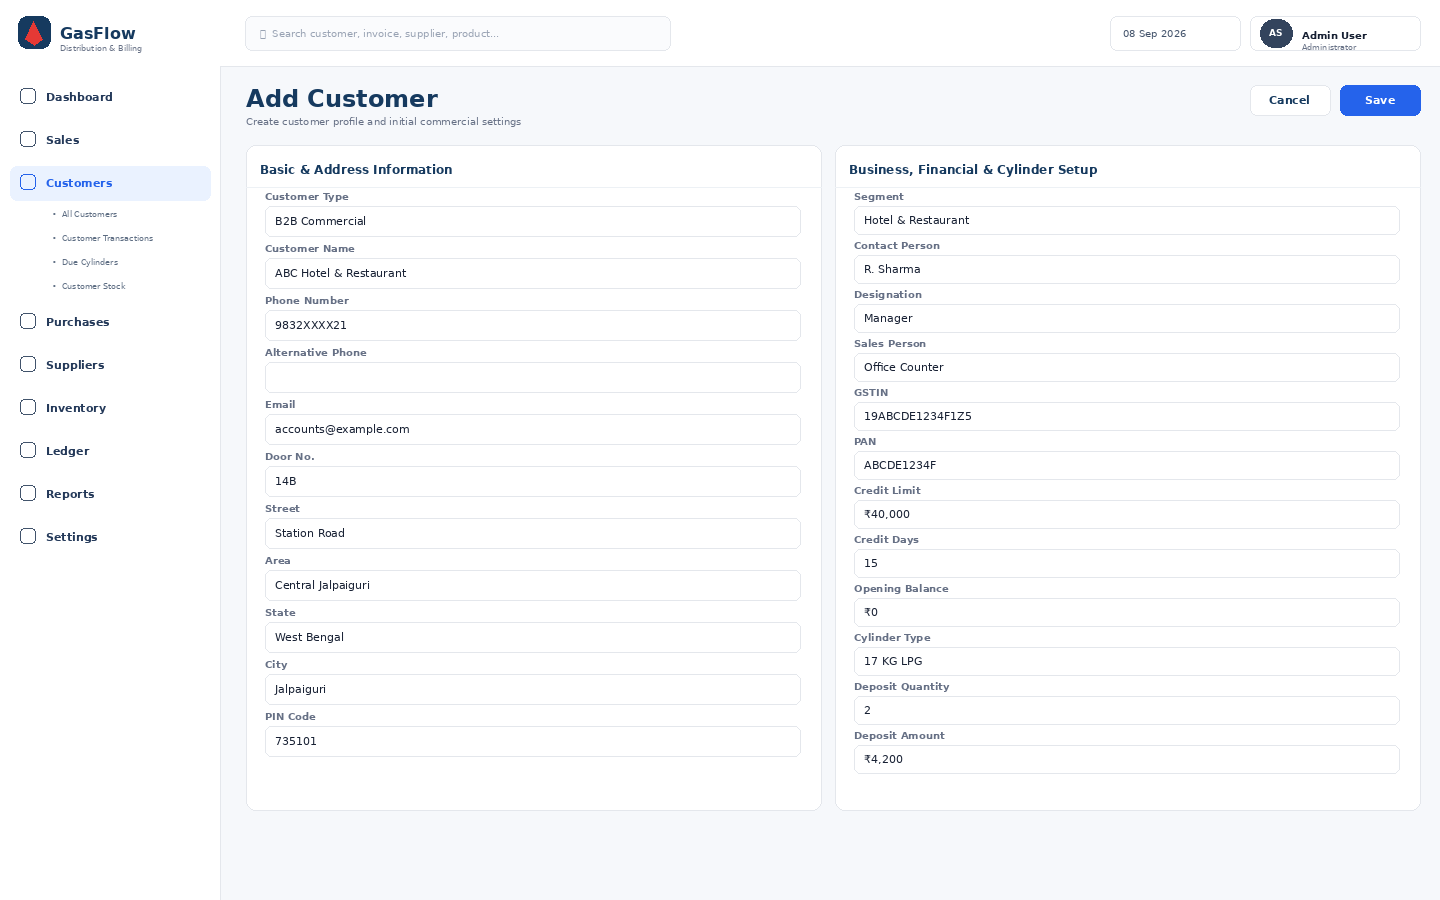 GasFlow
Distribution & Billing
Search customer, invoice, supplier, product...
08 Sep 2026
AS
Admin User
Administrator
Dashboard
Sales
Customers
• All Customers
• Customer Transactions
• Due Cylinders
• Customer Stock
Purchases
Suppliers
Inventory
Ledger
Reports
Settings
Add Customer
Create customer profile and initial commercial settings
Cancel
Save
Basic & Address Information
Customer Type
B2B Commercial
Customer Name
ABC Hotel & Restaurant
Phone Number
9832XXXX21
Alternative Phone
Email
accounts@example.com
Door No.
14B
Street
Station Road
Area
Central Jalpaiguri
State
West Bengal
City
Jalpaiguri
PIN Code
735101
Business, Financial & Cylinder Setup
Segment
Hotel & Restaurant
Contact Person
R. Sharma
Designation
Manager
Sales Person
Office Counter
GSTIN
19ABCDE1234F1Z5
PAN
ABCDE1234F
Credit Limit
₹40,000
Credit Days
15
Opening Balance
₹0
Cylinder Type
17 KG LPG
Deposit Quantity
2
Deposit Amount
₹4,200